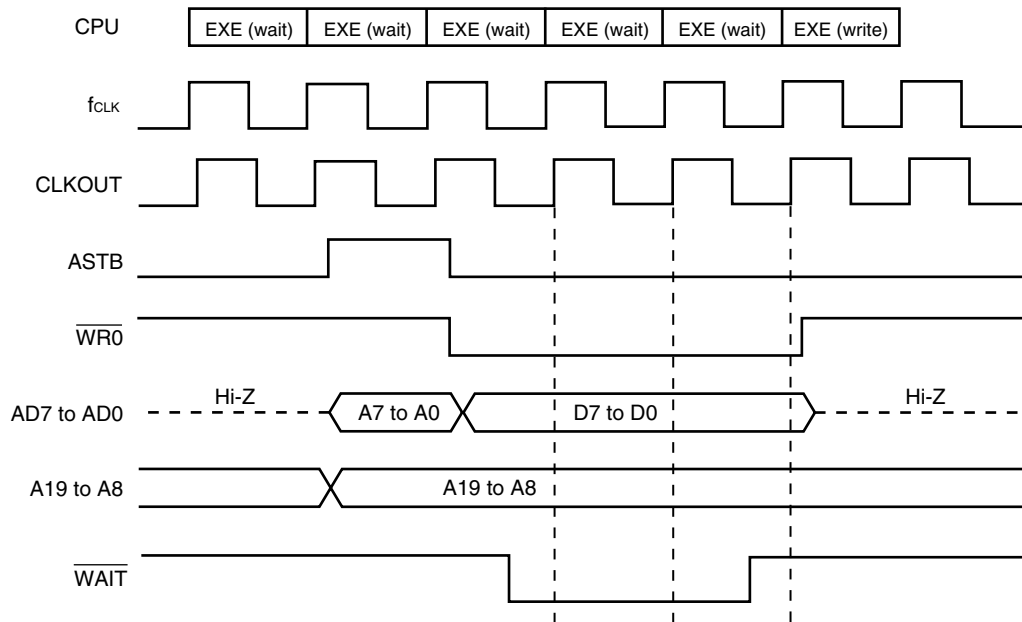 CPU EXE (wait) EXE (wait) EXE (wait) EXE (wait) EXE (wait) EXE (write)
fCLK
CLKOUT
ASTB
WR0
AD7 to AD0 Hi-Z A7 to A0 D7 to D0 Hi-Z
A19 to A8 A19 to A8
WAIT